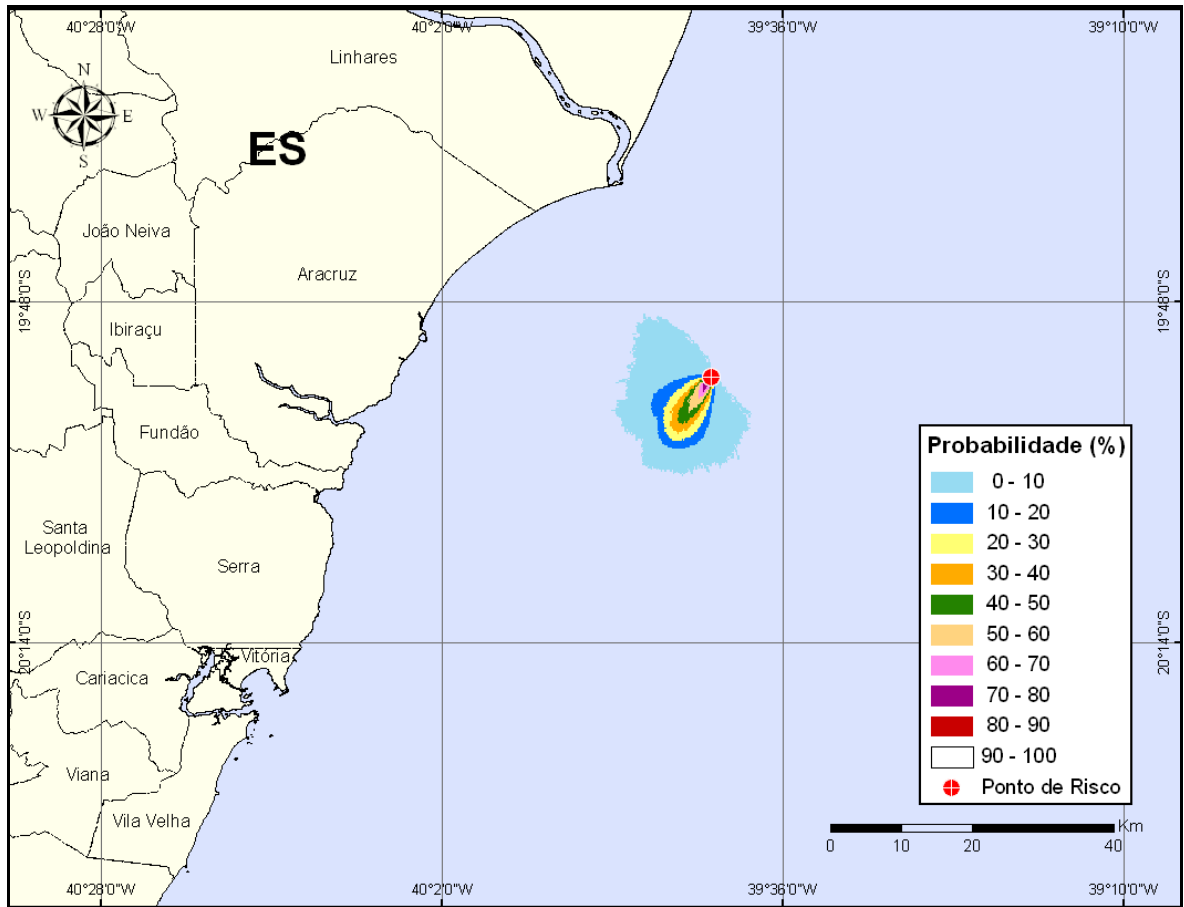 40°28'0"W
40°2'0"W
39°36'0"W
39°10'0"W
Linhares
N
W
E
S
ES
João Neiva
Aracruz
19°48'0"S
19°48'0"S
Ibiraçu
Fundão
Santa
Leopoldina
Serra
20°14'0"S
20°14'0"S
Vitória
Cariacica
Viana
Vila Velha
Probabilidade (%)
0 - 10
10 - 20
20 - 30
30 - 40
40 - 50
50 - 60
60 - 70
70 - 80
80 - 90
90 - 100
Ponto de Risco
Km
0
10
20
40
40°28'0"W
40°2'0"W
39°36'0"W
39°10'0"W